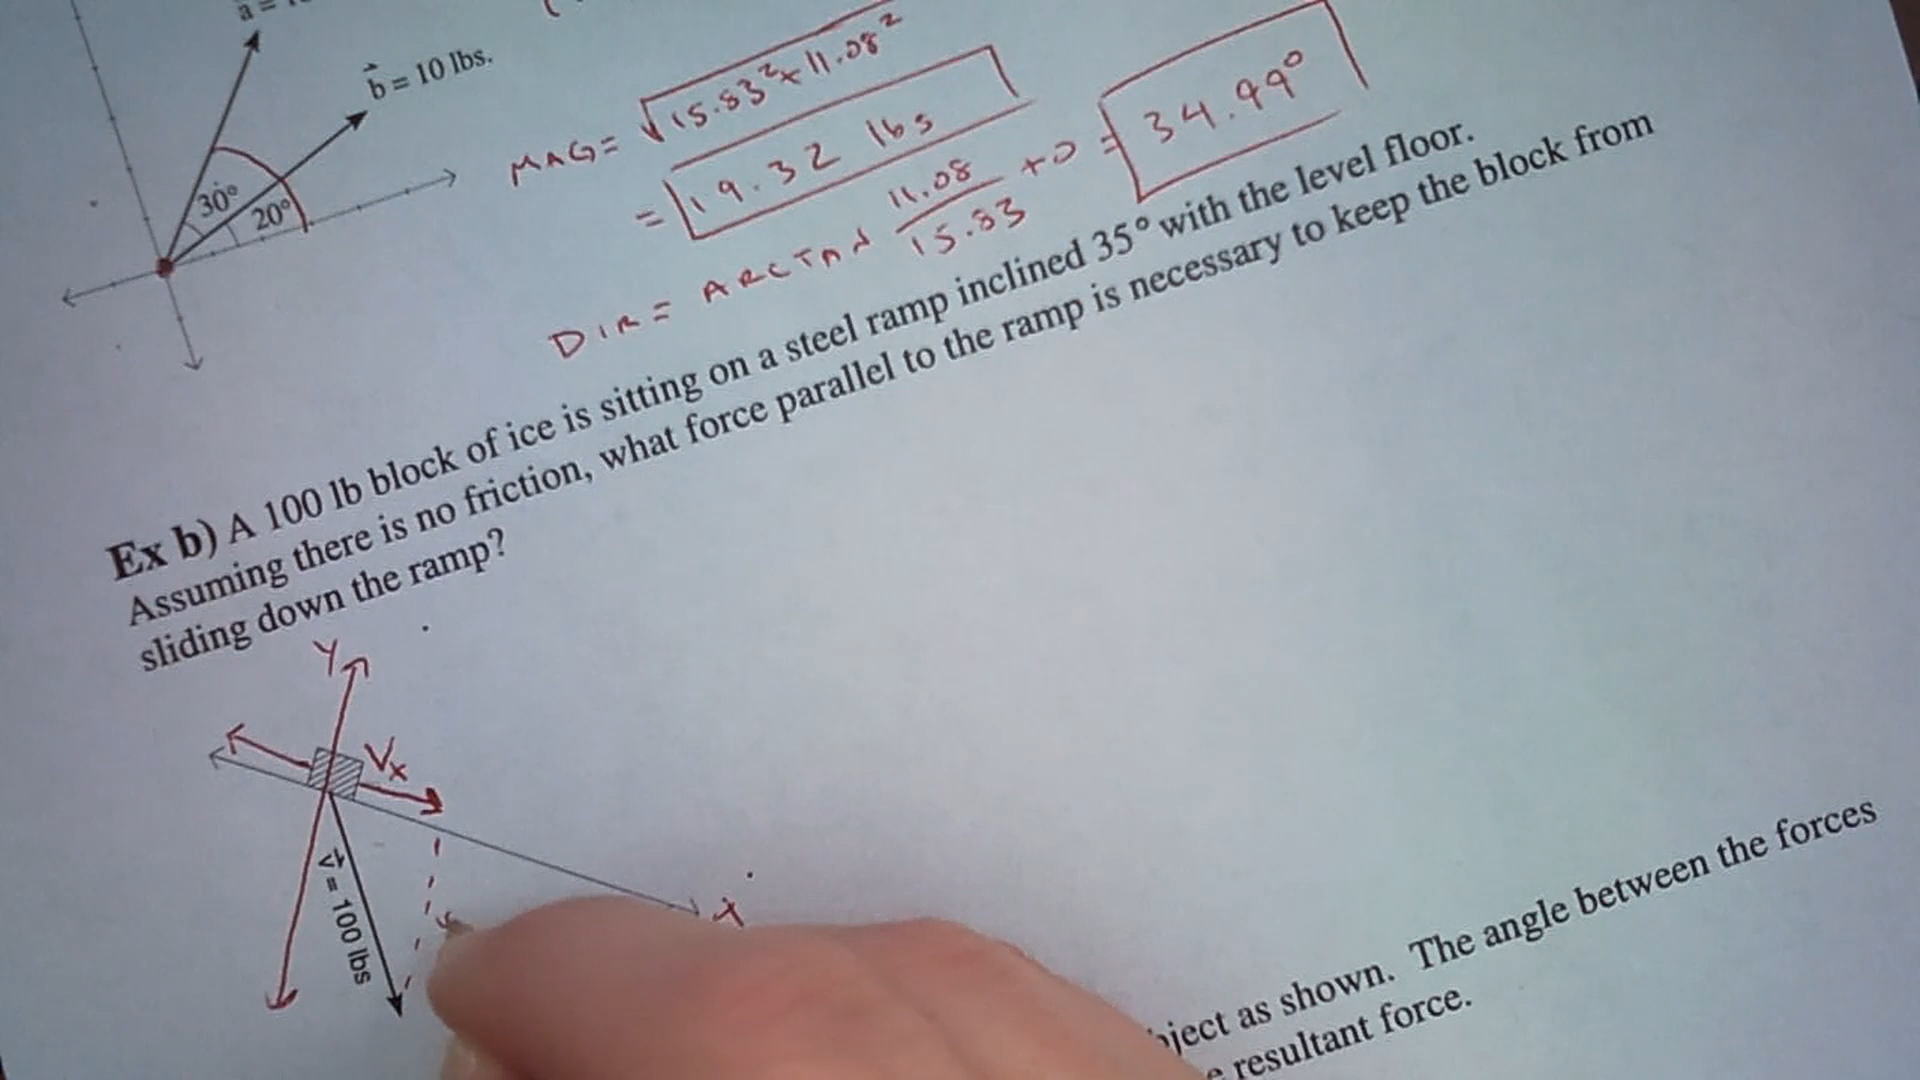 b = 10 lbs.
30°
20°
MAG = √15.83² + 11.08²
= 19.32 lbs
DIR = ARCTAN 11.08/15.83 + 0 = 34.99°
Ex b) A 100 lb block of ice is sitting on a steel ramp inclined 35° with the level floor.
Assuming there is no friction, what force parallel to the ramp is necessary to keep the block from
sliding down the ramp?
Y
Vx
v = 100 lbs
X
as shown. The angle between the forces
resultant force.